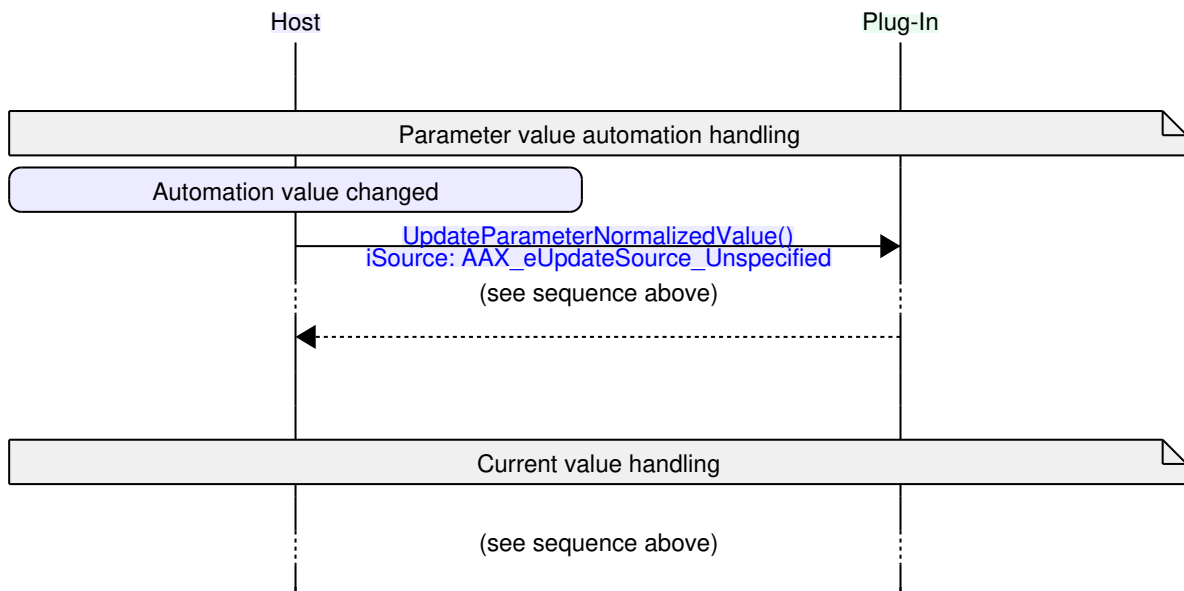 Host
Plug-In
Parameter value automation handling
Automation value changed
UpdateParameterNormalizedValue()
iSource: AAX_eUpdateSource_Unspecified
(see sequence above)
Current value handling
(see sequence above)